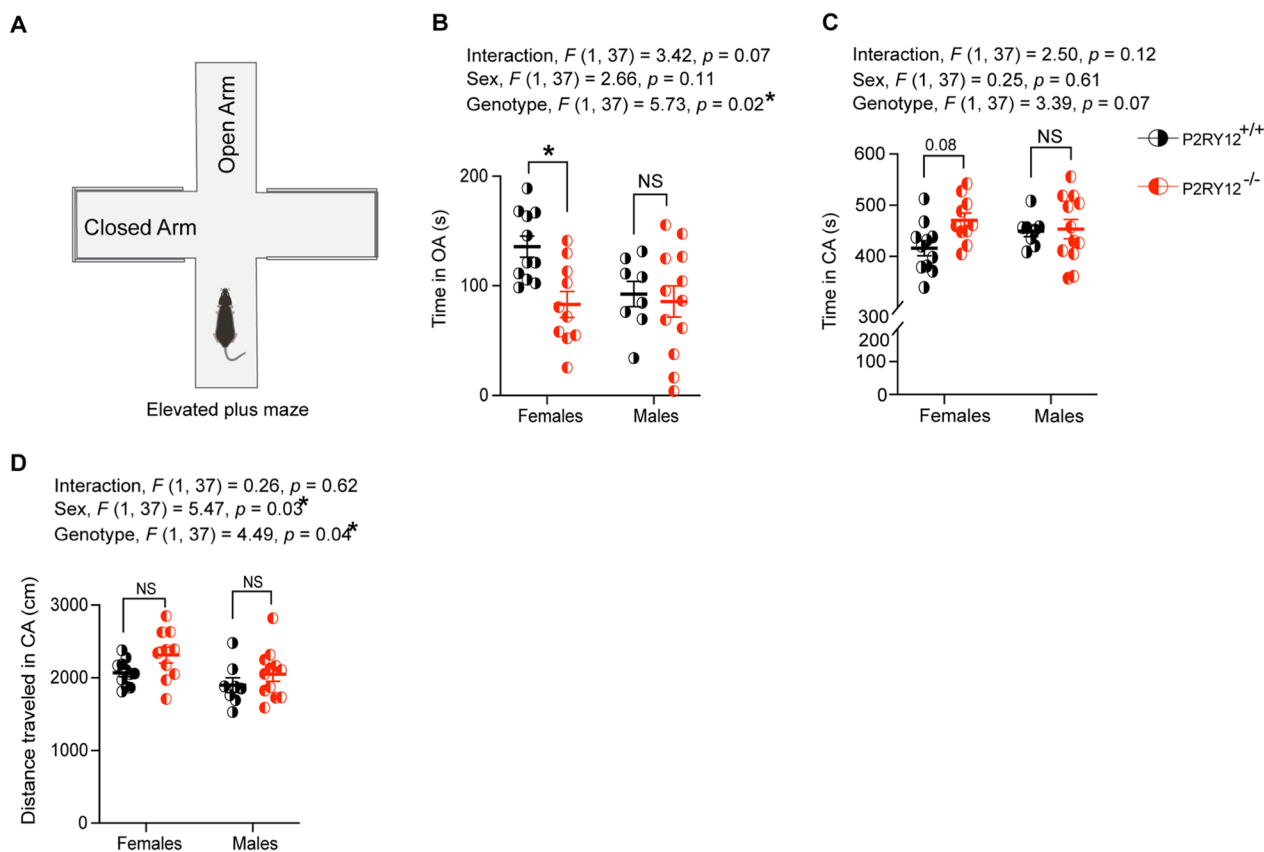 A
Open Arm
Closed Arm
Elevated plus maze
B
Interaction, F (1, 37) = 3.42, p = 0.07
Sex, F (1, 37) = 2.66, p = 0.11
Genotype, F (1, 37) = 5.73, p = 0.02*
Time in OA (s)
200
100
0
*
NS
Females
Males
C
Interaction, F (1, 37) = 2.50, p = 0.12
Sex, F (1, 37) = 0.25, p = 0.61
Genotype, F (1, 37) = 3.39, p = 0.07
Time in CA (s)
600
500
400
300
200
100
0
0.08
NS
Females
Males
P2RY12+/+
P2RY12-/-
D
Interaction, F (1, 37) = 0.26, p = 0.62
Sex, F (1, 37) = 5.47, p = 0.03*
Genotype, F (1, 37) = 4.49, p = 0.04*
Distance traveled in CA (cm)
3000
2000
1000
0
NS
NS
Females
Males